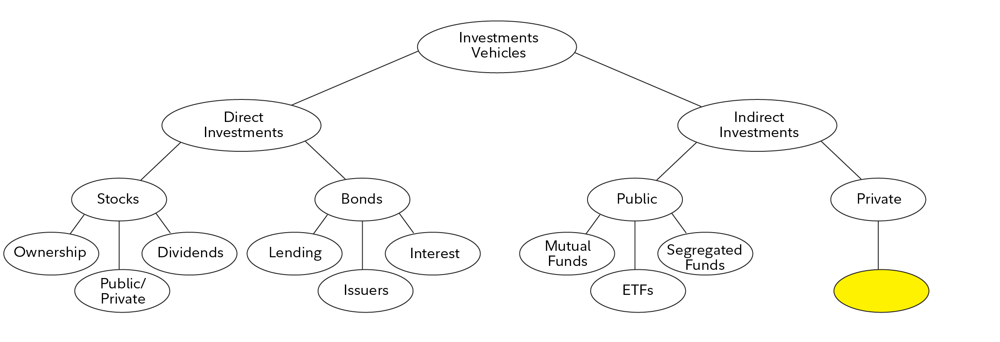 Investments
Vehicles
Direct
Investments
Indirect
Investments
Stocks
Bonds
Public
Private
Ownership
Public/
Private
Dividends
Lending
Issuers
Interest
Mutual
Funds
ETFs
Segregated
Funds